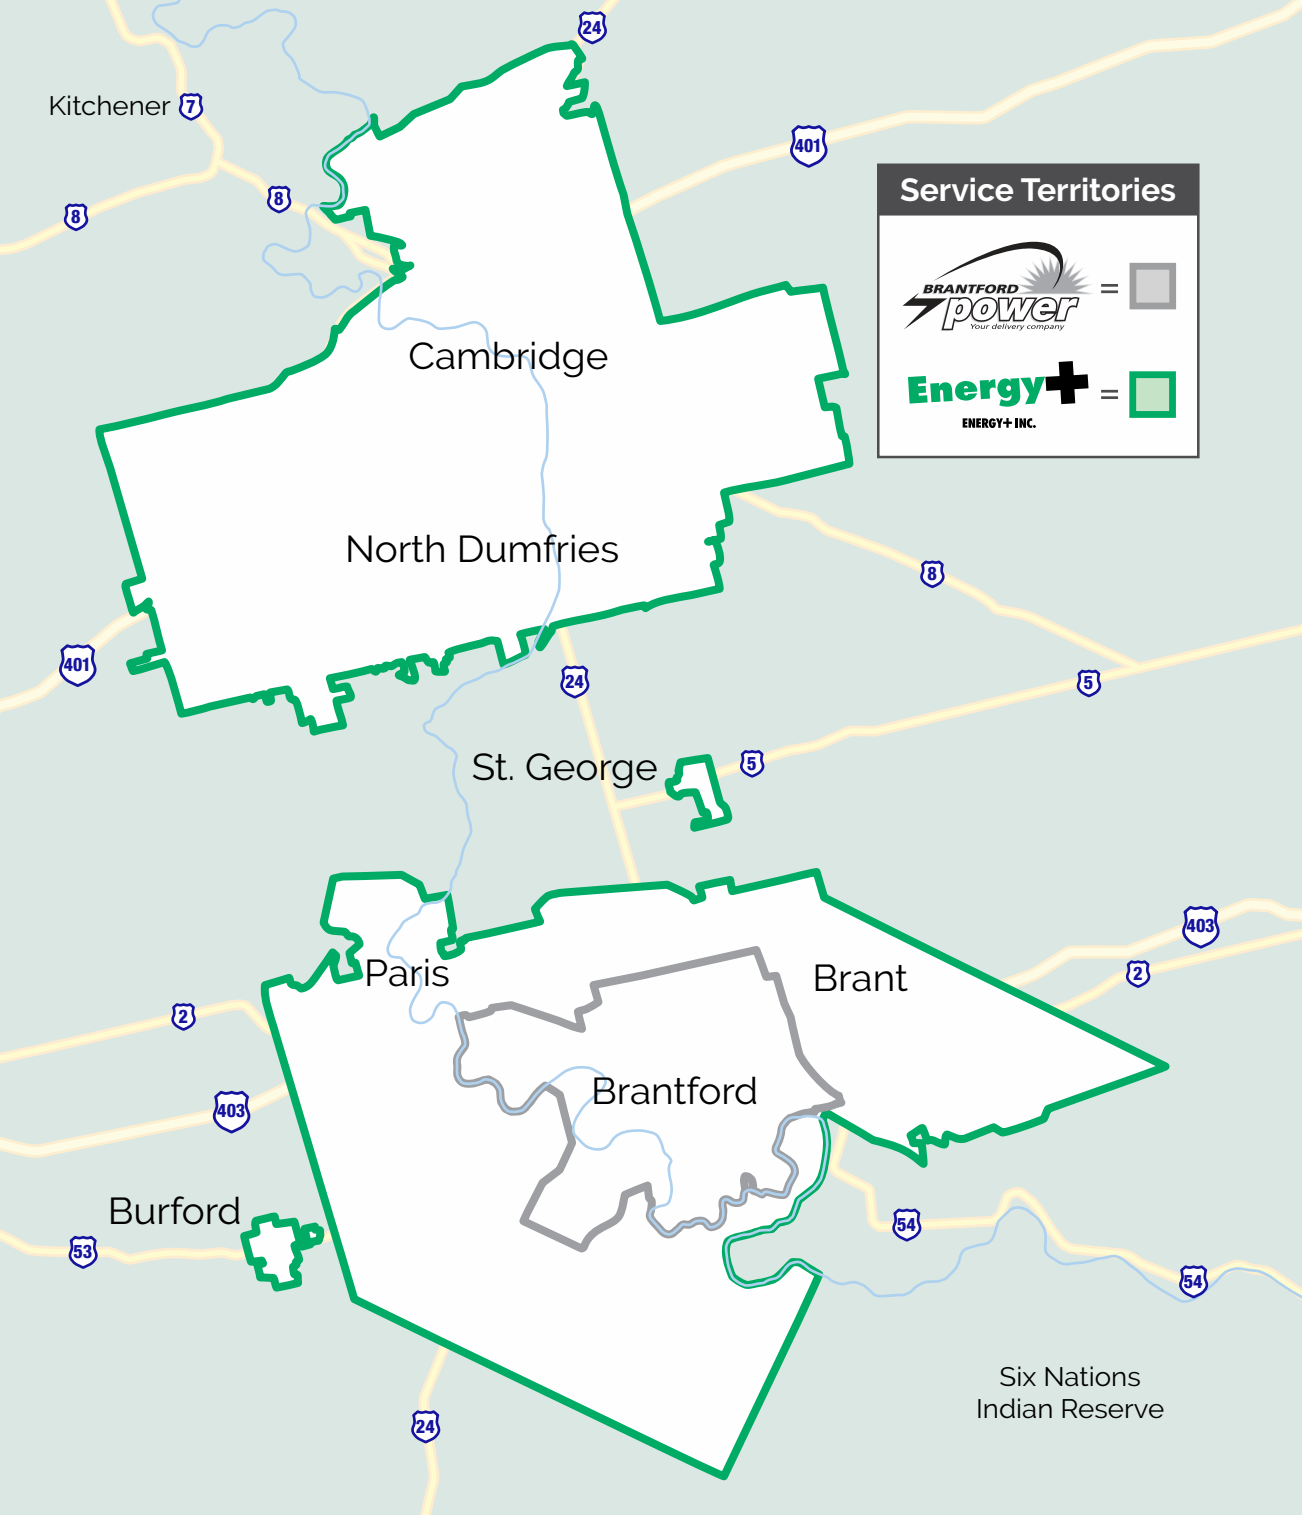 24
Kitchener 7
401
8
8
Service Territories
BRANTFORD
power
Your delivery company
=
Energy+
ENERGY+ INC.
=
Cambridge
North Dumfries
8
401
24
5
St. George
5
403
2
Paris
Brant
2
Brantford
403
Burford
53
54
54
Six Nations
Indian Reserve
24